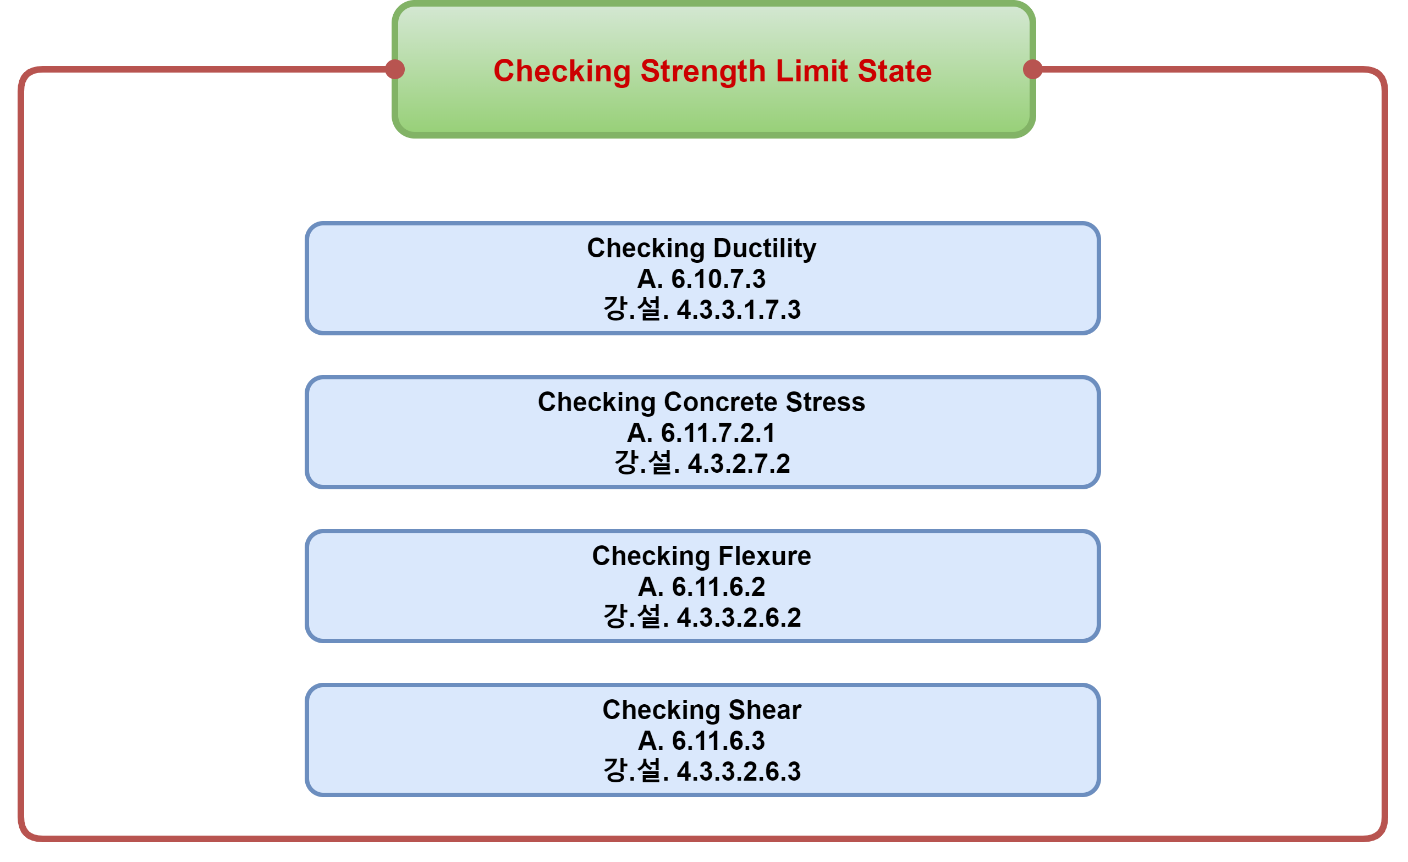 Checking Strength Limit State
Checking Ductility
A. 6.10.7.3
강.설. 4.3.3.1.7.3
Checking Concrete Stress
A. 6.11.7.2.1
강.설. 4.3.2.7.2
Checking Flexure
A. 6.11.6.2
강.설. 4.3.3.2.6.2
Checking Shear
A. 6.11.6.3
강.설. 4.3.3.2.6.3